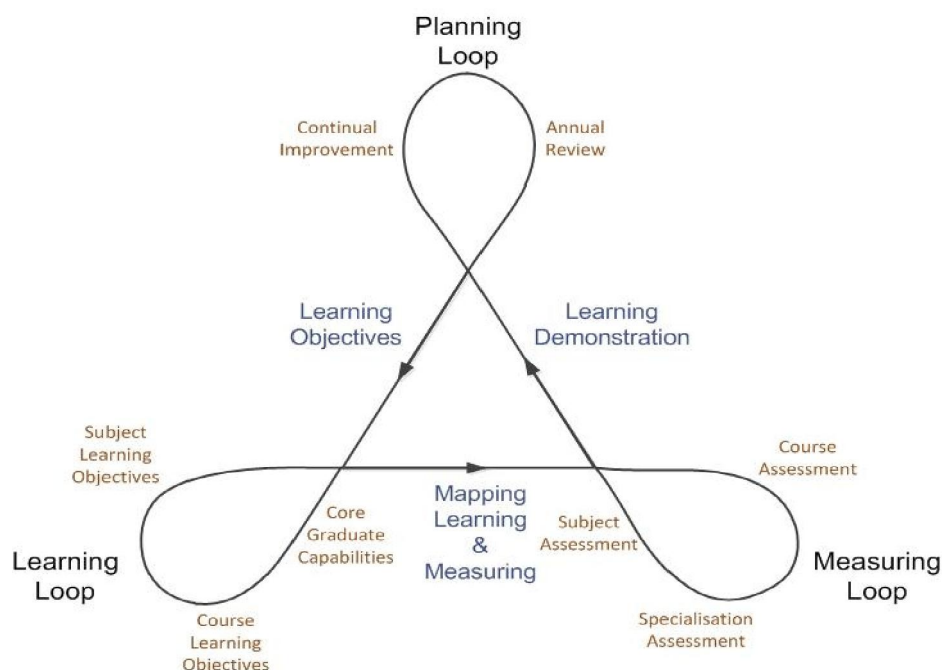 Planning
Loop
Continual
Improvement
Annual
Review
Learning
Objectives
Learning
Demonstration
Subject
Learning
Objectives
Course
Assessment
Core
Graduate
Capabilities
Mapping
Learning
&
Measuring
Subject
Assessment
Learning
Loop
Measuring
Loop
Course
Learning
Objectives
Specialisation
Assessment